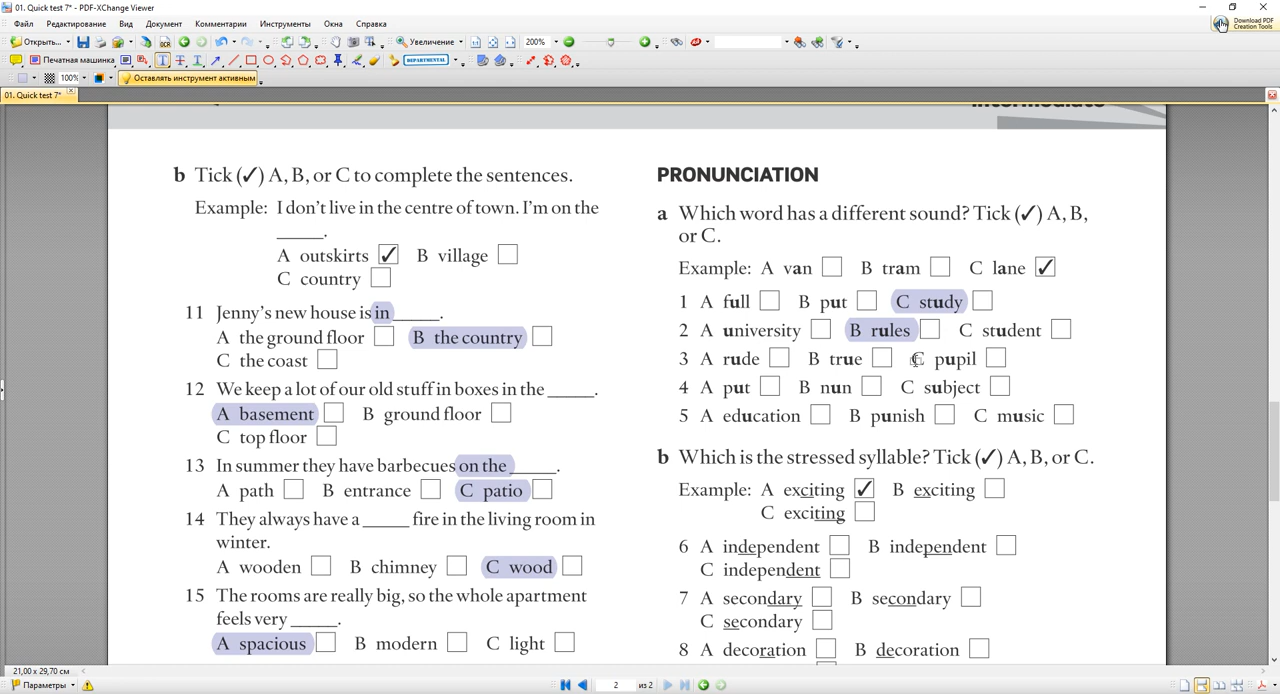 01. Quick test 7* - PDF-XChange Viewer
Файл Редактирование Вид Документ Комментарии Инструменты Окна Справка
Открыть... OCR Увеличение 200% Download PDF Creation Tools
Печатная машинка DEPARTMENTAL
100% Оставлять инструмент активным
01. Quick test 7*
b Tick (✓) A, B, or C to complete the sentences.
Example: I don't live in the centre of town. I'm on the
_____.
A outskirts ✓ B village
C country
11 Jenny's new house is in _____.
A the ground floor B the country
C the coast
12 We keep a lot of our old stuff in boxes in the _____.
A basement B ground floor
C top floor
13 In summer they have barbecues on the _____.
A path B entrance C patio
14 They always have a _____ fire in the living room in
winter.
A wooden B chimney C wood
15 The rooms are really big, so the whole apartment
feels very _____.
A spacious B modern C light
PRONUNCIATION
a Which word has a different sound? Tick (✓) A, B,
or C.
Example: A van B tram C lane ✓
1 A full B put C study
2 A university B rules C student
3 A rude B true C pupil
4 A put B nun C subject
5 A education B punish C music
b Which is the stressed syllable? Tick (✓) A, B, or C.
Example: A exciting ✓ B exciting
C exciting
6 A independent B independent
C independent
7 A secondary B secondary
C secondary
8 A decoration B decoration
21,00 x 29,70 см
Параметры 2 из 2